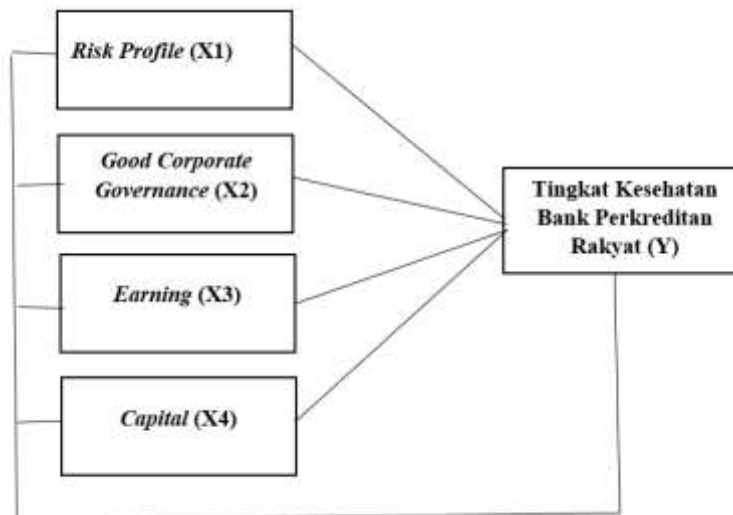 Risk Profile (X1)
Good Corporate
Governance (X2)
Earning (X3)
Capital (X4)
Tingkat Kesehatan
Bank Perkreditan
Rakyat (Y)